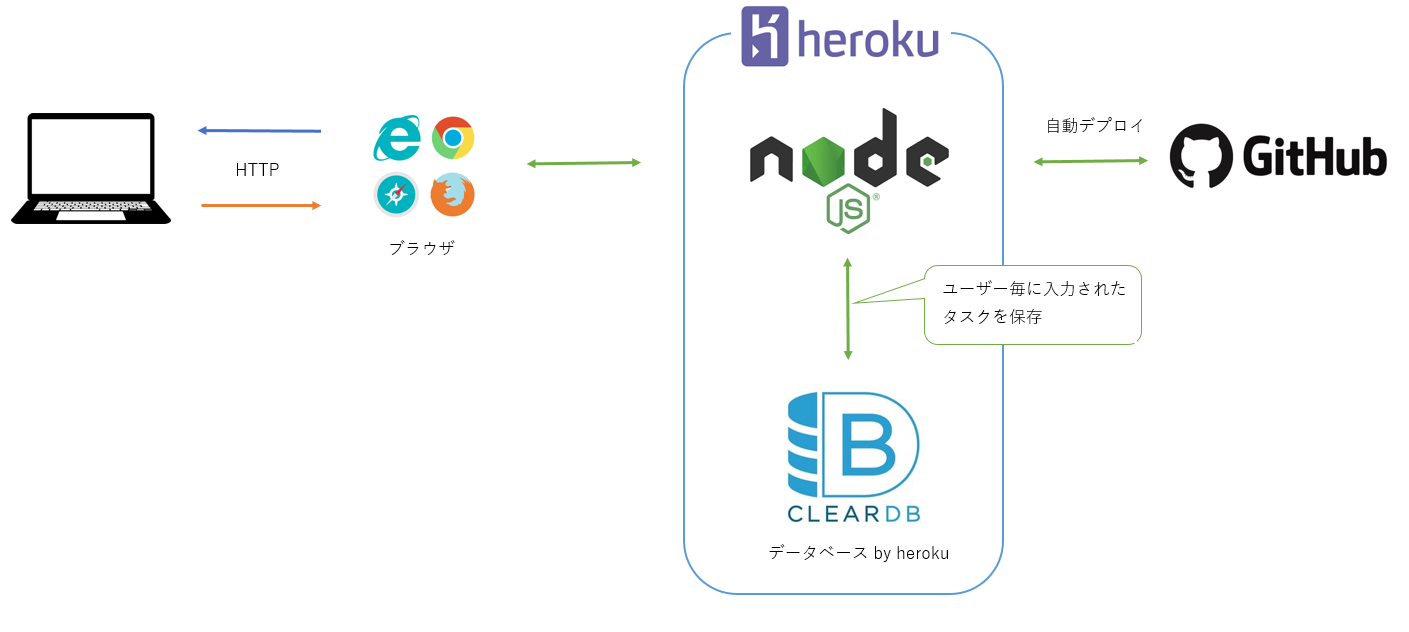 heroku
node
JS
自動デプロイ
GitHub
HTTP
ブラウザ
ユーザー毎に入力された
タスクを保存
B
CLEARDB
データベース by heroku